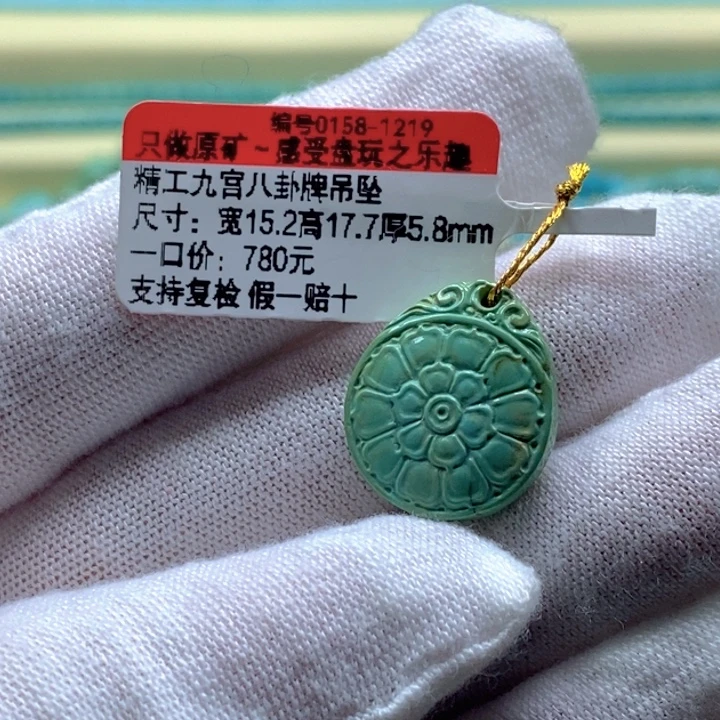 编号0158-1219
只做原矿~感受盘玩之乐趣
精工九宫八卦牌吊坠
尺寸：宽15.2高17.7厚5.8mm
一口价：780元
支持复检 假一赔十